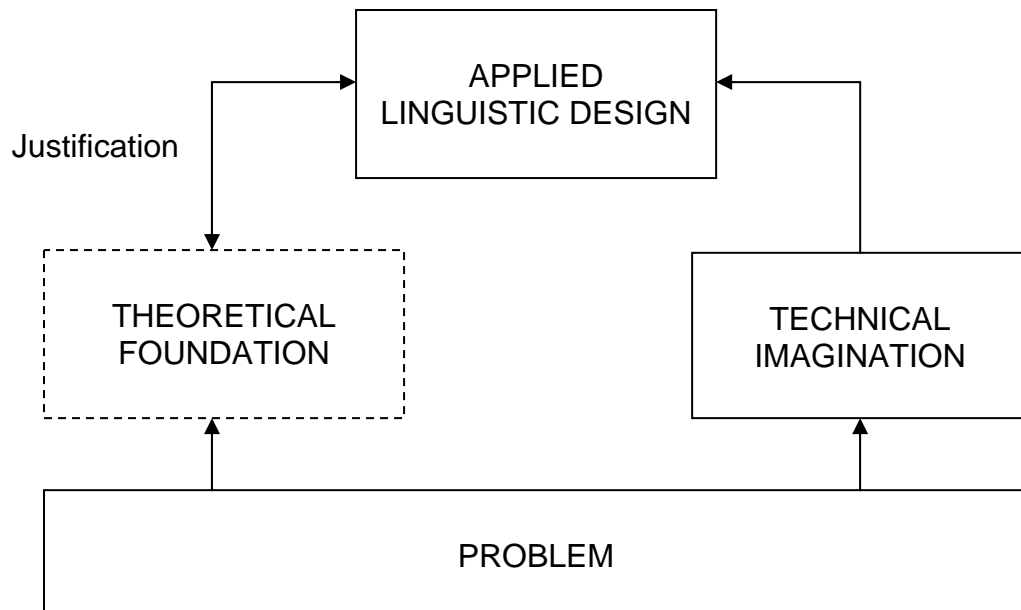 APPLIED
LINGUISTIC DESIGN
Justification
THEORETICAL
FOUNDATION
TECHNICAL
IMAGINATION
PROBLEM